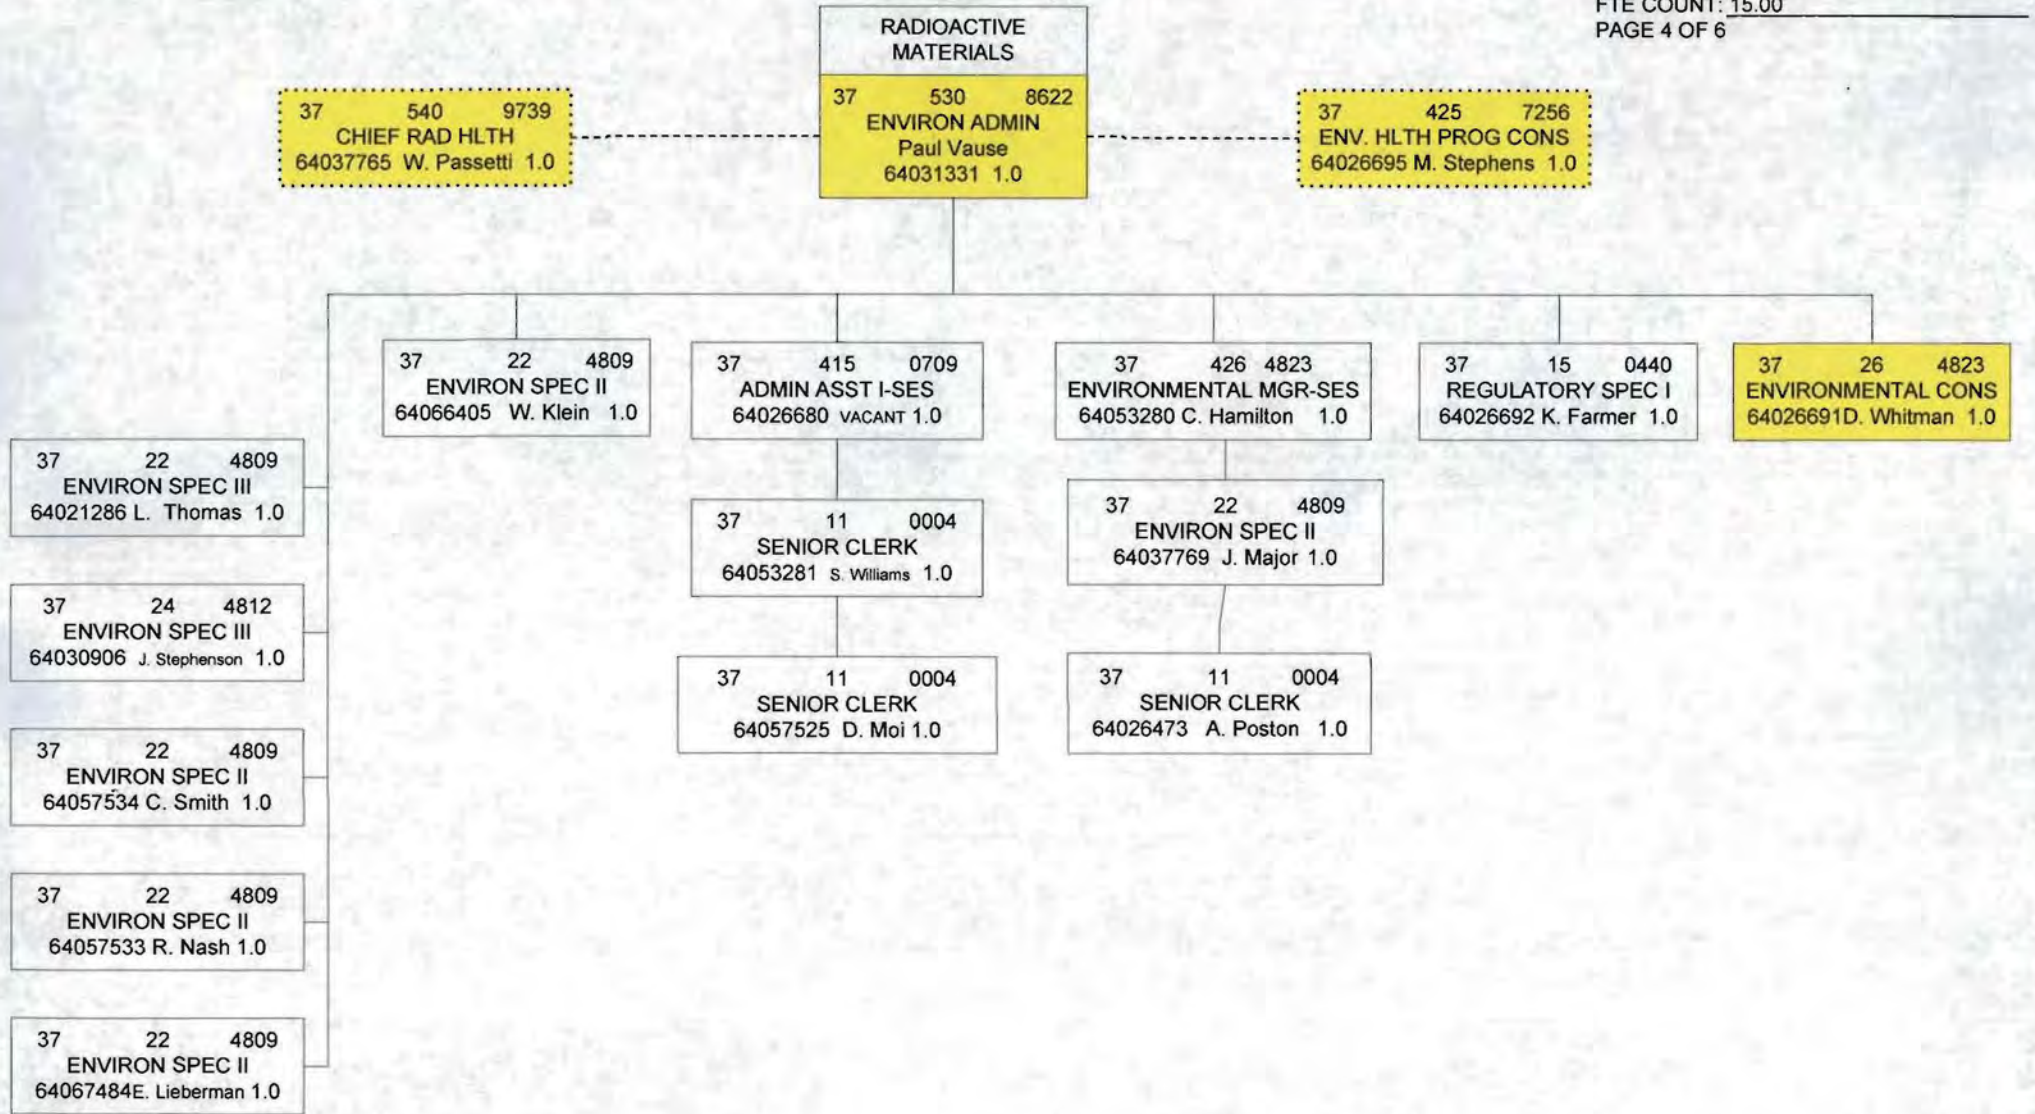 FTE COUNT: 15.00
PAGE 4 OF 6
RADIOACTIVE
MATERIALS
37 540 9739
CHIEF RAD HLTH
64037765 W. Passetti 1.0
37 530 8622
ENVIRON ADMIN
Paul Vause
64031331 1.0
37 425 7256
ENV. HLTH PROG CONS
64026695 M. Stephens 1.0
37 22 4809
ENVIRON SPEC II
64066405 W. Klein 1.0
37 415 0709
ADMIN ASST I-SES
64026680 VACANT 1.0
37 426 4823
ENVIRONMENTAL MGR-SES
64053280 C. Hamilton 1.0
37 15 0440
REGULATORY SPEC I
64026692 K. Farmer 1.0
37 26 4823
ENVIRONMENTAL CONS
64026691D. Whitman 1.0
37 22 4809
ENVIRON SPEC III
64021286 L. Thomas 1.0
37 11 0004
SENIOR CLERK
64053281 S. Williams 1.0
37 22 4809
ENVIRON SPEC II
64037769 J. Major 1.0
37 24 4812
ENVIRON SPEC III
64030906 J. Stephenson 1.0
37 11 0004
SENIOR CLERK
64057525 D. Moi 1.0
37 11 0004
SENIOR CLERK
64026473 A. Poston 1.0
37 22 4809
ENVIRON SPEC II
64057534 C. Smith 1.0
37 22 4809
ENVIRON SPEC II
64057533 R. Nash 1.0
37 22 4809
ENVIRON SPEC II
64067484E. Lieberman 1.0